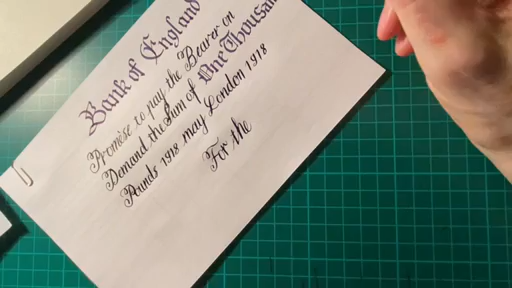 Bank of England
Promise to pay the Bearer on
Demand the Sum of One Thousan
Pounds 1918 may London 1918
For the